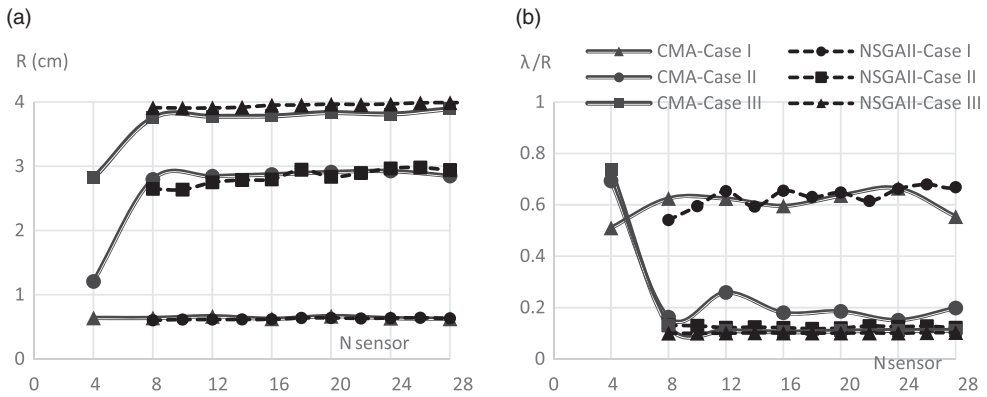 (a)
R (cm)
4
3
2
1
0
N sensor
0 4 8 12 16 20 24 28
(b)
λ/R
CMA-Case I
NSGAII-Case I
CMA-Case II
NSGAII-Case II
CMA-Case III
NSGAII-Case III
1
0.8
0.6
0.4
0.2
0
Nsensor
0 4 8 12 16 20 24 28